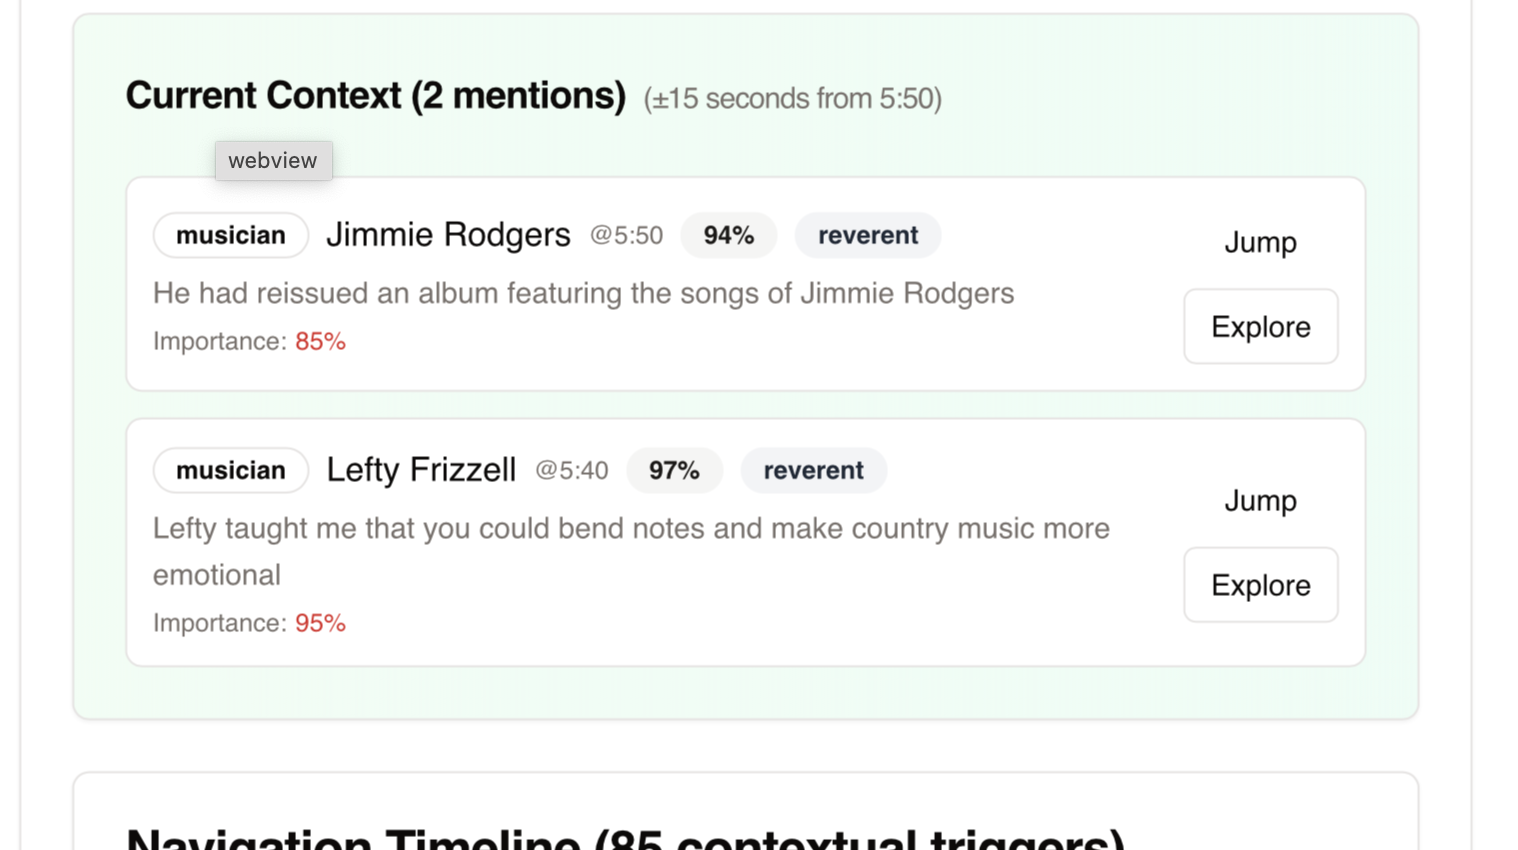 Current Context (2 mentions) (±15 seconds from 5:50)
webview
musician Jimmie Rodgers @5:50 94% reverent
Jump
He had reissued an album featuring the songs of Jimmie Rodgers
Explore
Importance: 85%
musician Lefty Frizzell @5:40 97% reverent
Jump
Lefty taught me that you could bend notes and make country music more
emotional
Explore
Importance: 95%
Navigation Timeline (85 contextual triggers)